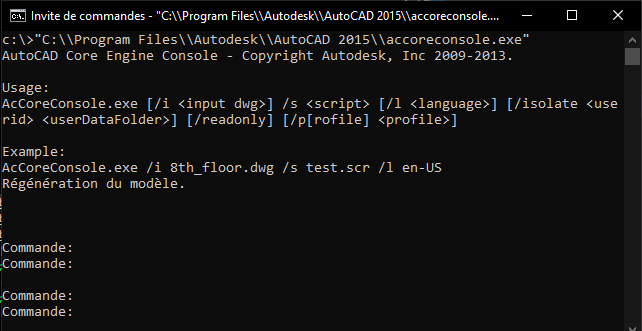 Invite de commandes - "C:\\Program Files\\Autodesk\\AutoCAD 2015\\accoreconsole....
c:\>"C:\\Program Files\\Autodesk\\AutoCAD 2015\\accoreconsole.exe"
AutoCAD Core Engine Console - Copyright Autodesk, Inc 2009-2013.
Usage:
AcCoreConsole.exe [/i <input dwg>] /s <script> [/l <language>] [/isolate <use
rid> <userDataFolder>] [/readonly] [/p[rofile] <profile>]
Example:
AcCoreConsole.exe /i 8th_floor.dwg /s test.scr /l en-US
Régénération du modèle.
Commande:
Commande:
Commande:
Commande: